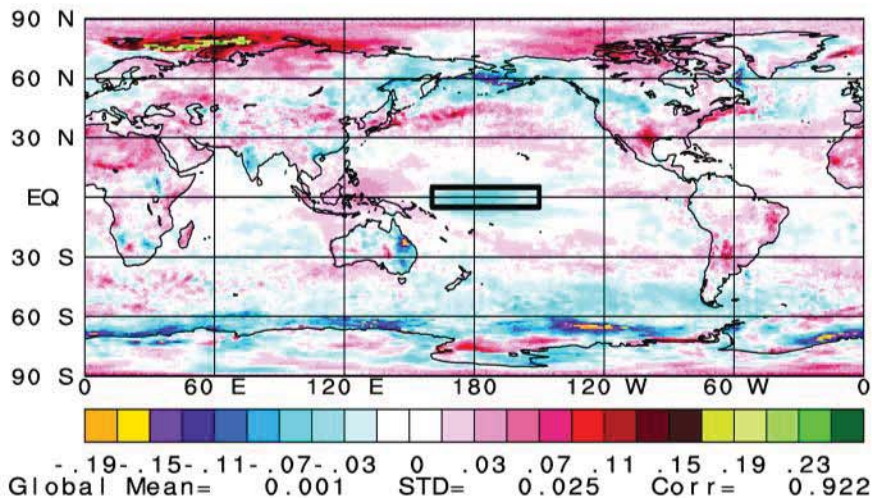 90 N
60 N
30 N
EQ
30 S
60 S
90 S
0 60 E 120 E 180 120 W 60 W 0
-.19-.15-.11-.07-.03 0 .03 .07 .11 .15 .19 .23
Global Mean= 0.001 STD= 0.025 Corr= 0.922